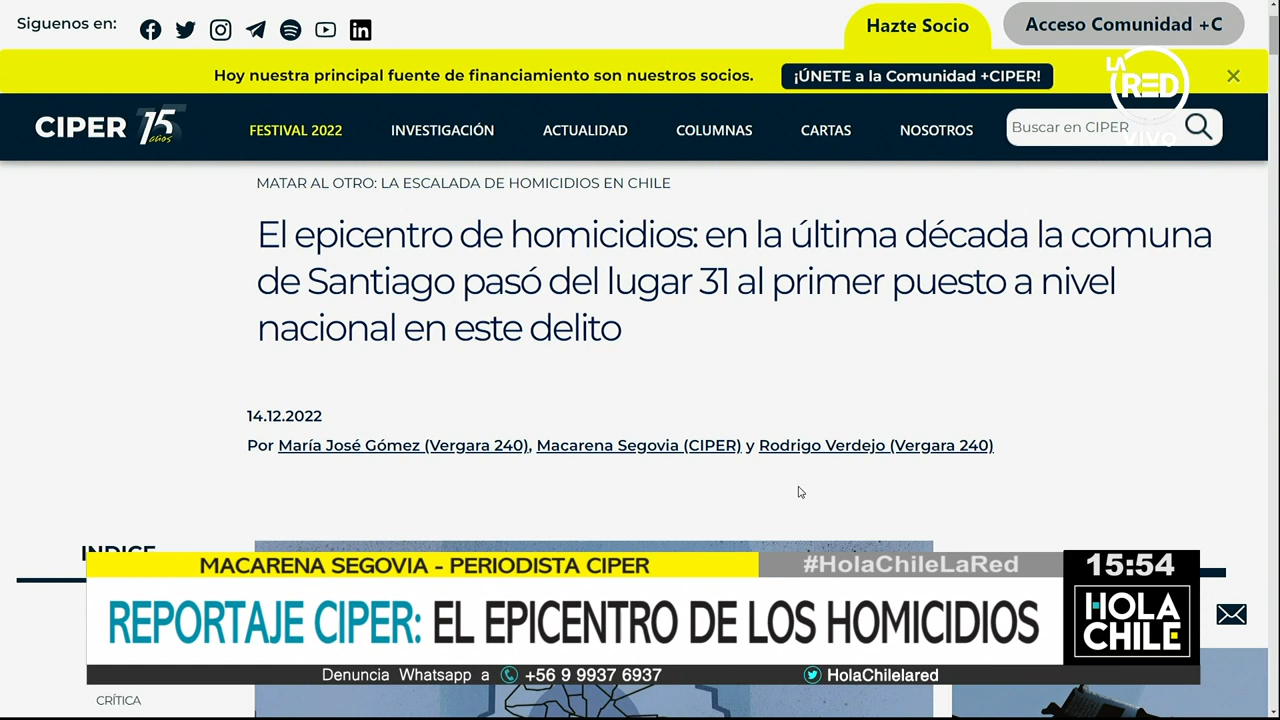 Siguenos en:
Hazte Socio
Acceso Comunidad +C
Hoy nuestra principal fuente de financiamiento son nuestros socios.
¡ÚNETE a la Comunidad +CIPER!
LA RED
VIVO
CIPER 15 años
FESTIVAL 2022
INVESTIGACIÓN
ACTUALIDAD
COLUMNAS
CARTAS
NOSOTROS
Buscar en CIPER
MATAR AL OTRO: LA ESCALADA DE HOMICIDIOS EN CHILE
El epicentro de homicidios: en la última década la comuna
de Santiago pasó del lugar 31 al primer puesto a nivel
nacional en este delito
14.12.2022
Por María José Gómez (Vergara 240), Macarena Segovia (CIPER) y Rodrigo Verdejo (Vergara 240)
INDICE
MACARENA SEGOVIA - PERIODISTA CIPER
#HolaChileLaRed
15:54
REPORTAJE CIPER: EL EPICENTRO DE LOS HOMICIDIOS
HOLA
CHILE
Denuncia Whatsapp a +56 9 9937 6937
HolaChilelared
CRÍTICA